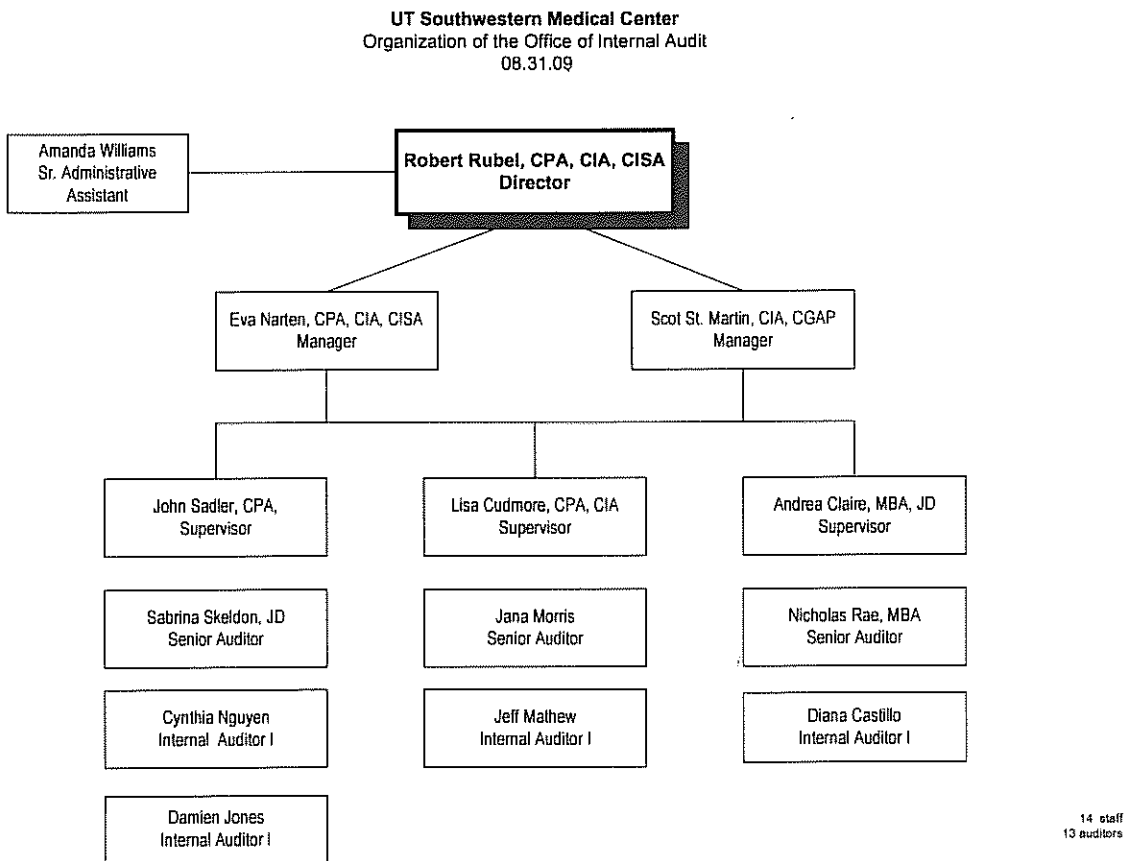 UT Southwestern Medical Center
Organization of the Office of Internal Audit
08.31.09
Amanda Williams
Sr. Administrative
Assistant
Robert Rubel, CPA, CIA, CISA
Director
Eva Narten, CPA, CIA, CISA
Manager
Scot St. Martin, CIA, CGAP
Manager
John Sadler, CPA,
Supervisor
Lisa Cudmore, CPA, CIA
Supervisor
Andrea Claire, MBA, JD
Supervisor
Sabrina Skeldon, JD
Senior Auditor
Jana Morris
Senior Auditor
Nicholas Rae, MBA
Senior Auditor
Cynthia Nguyen
Internal Auditor I
Jeff Mathew
Internal Auditor I
Diana Castillo
Internal Auditor I
Damien Jones
Internal Auditor I
14 staff
13 auditors